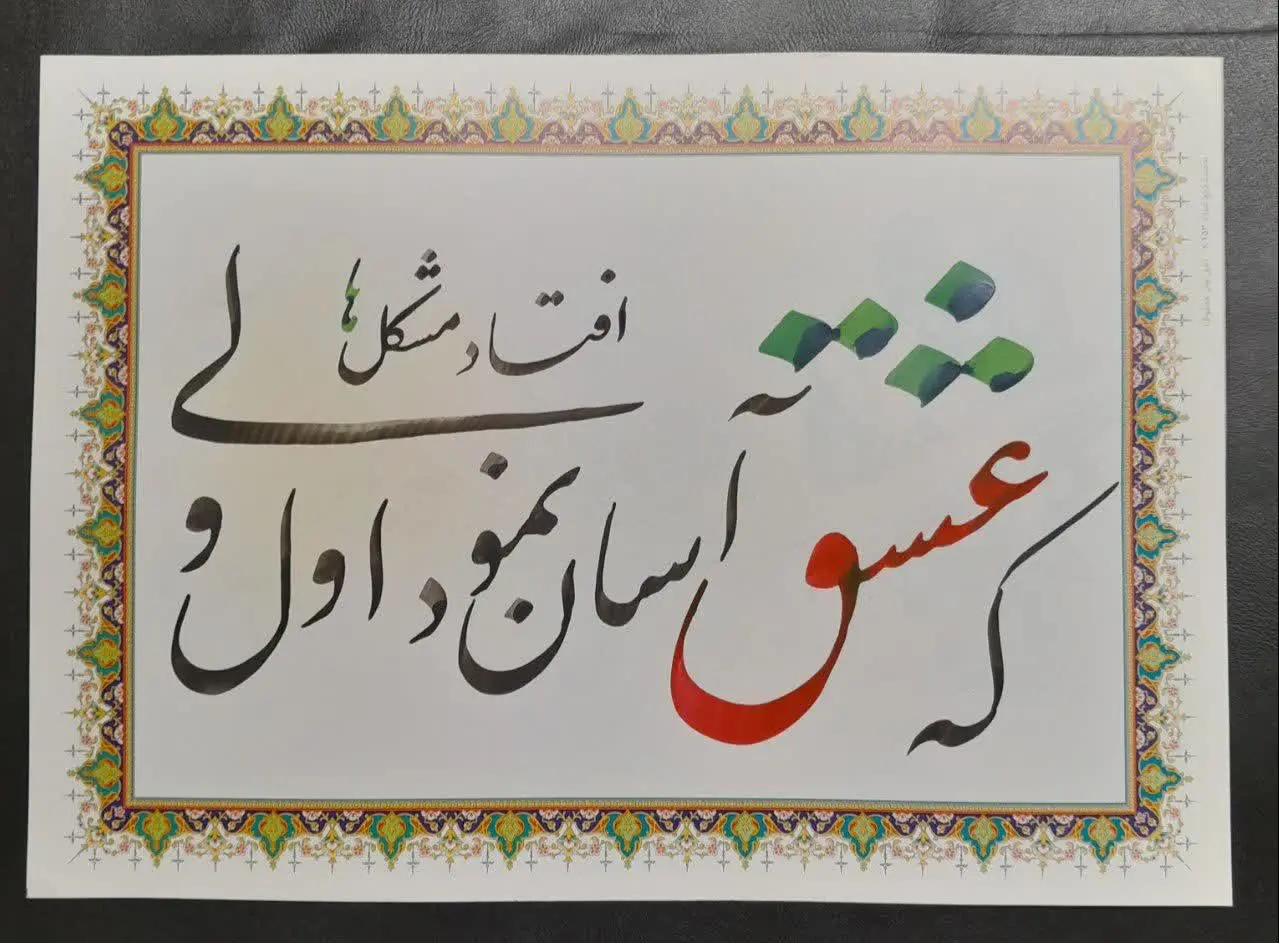 که عشق آسان نمود اول ولی
افتاد مشکل‌ها